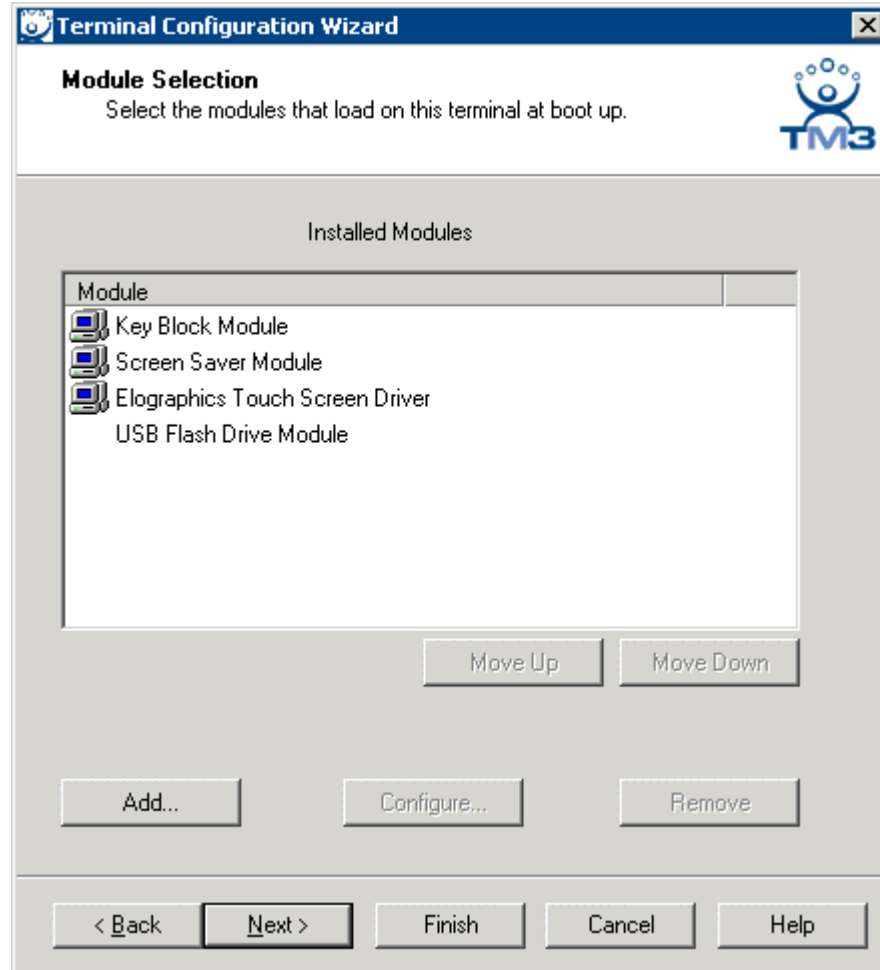 Terminal Configuration Wizard
Module Selection
Select the modules that load on this terminal at boot up.
TM3
Installed Modules
Module
Key Block Module
Screen Saver Module
Elographics Touch Screen Driver
USB Flash Drive Module
Move Up Move Down
Add... Configure... Remove
< Back Next > Finish Cancel Help